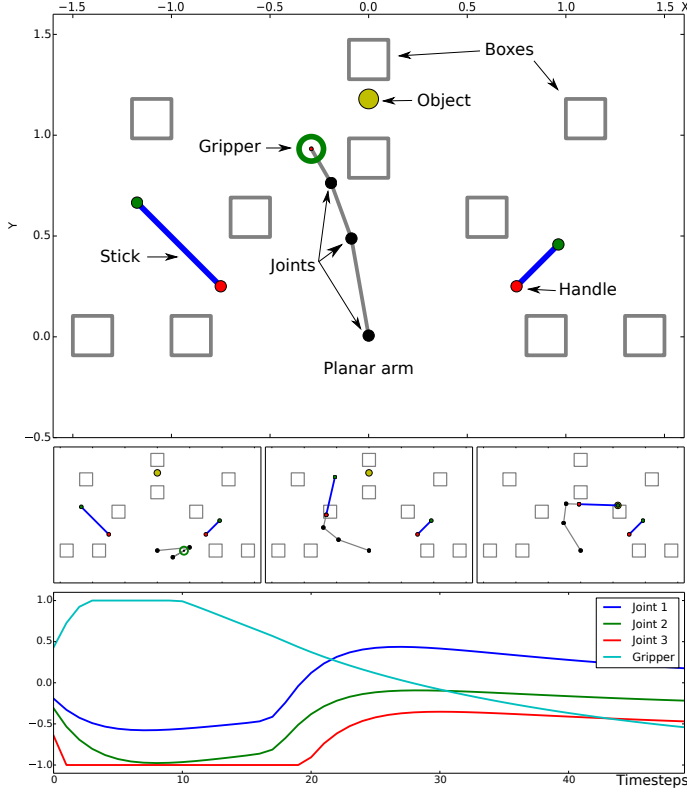 −1.5 −1.0 −0.5 0.0 0.5 1.0 1.5 X
1.5
Boxes
Object
1.0
Gripper
Y
0.5
Stick
Joints
Handle
0.0
Planar arm
−0.5
1.0
Joint 1
Joint 2
Joint 3
Gripper
0.5
0.0
−0.5
−1.0
0 10 20 30 40
Timesteps